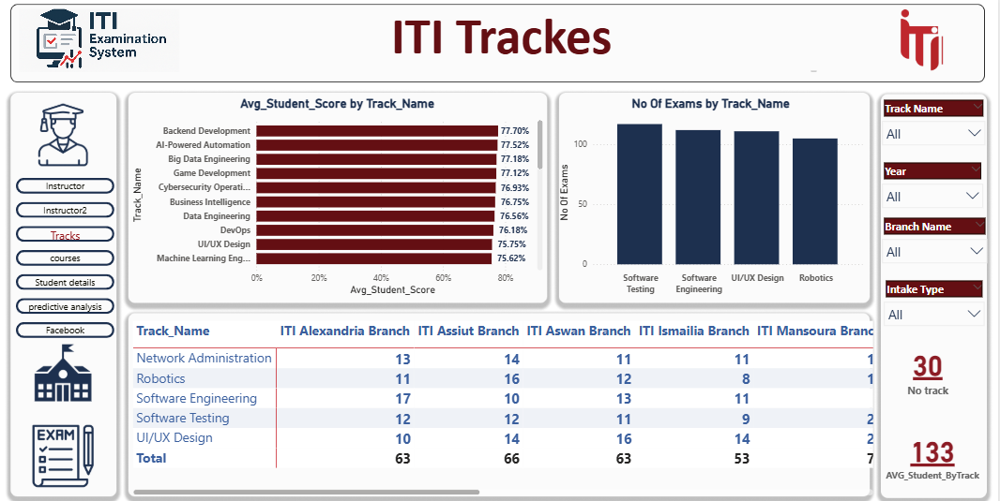 ITI
Examination
System
ITI Trackes
iTi
Instructor
Instructor2
Tracks
courses
Student details
predictive analysis
Facebook
EXAM
Avg_Student_Score by Track_Name
Track_Name
Backend Development 77.70%
AI-Powered Automation 77.52%
Big Data Engineering 77.18%
Game Development 77.12%
Cybersecurity Operati... 76.93%
Business Intelligence 76.75%
Data Engineering 76.56%
DevOps 76.18%
UI/UX Design 75.75%
Machine Learning Eng... 75.62%
0% 20% 40% 60% 80%
Avg_Student_Score
No Of Exams by Track_Name
No Of Exams
100
50
0
Software Testing
Software Engineering
UI/UX Design
Robotics
Track_Name ITI Alexandria Branch ITI Assiut Branch ITI Aswan Branch ITI Ismailia Branch ITI Mansoura Branc
Network Administration 13 14 11 11 1
Robotics 11 16 12 8 1
Software Engineering 17 10 13 11
Software Testing 12 12 11 9 2
UI/UX Design 10 14 16 14 2
Total 63 66 63 53 7
Track Name
All
Year
All
Branch Name
All
Intake Type
All
30
No track
133
AVG_Student_ByTrack